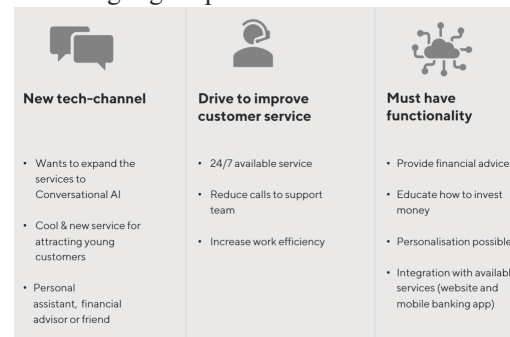 New tech-channel
• Wants to expand the
services to
Conversational AI
• Cool & new service for
attracting young
customers
• Personal
assistant, financial
advisor or friend
Drive to improve
customer service
• 24/7 available service
• Reduce calls to support
team
• Increase work efficiency
Must have
functionality
• Provide financial advice
• Educate how to invest
money
• Personalisation possible
• Integration with
services (website and
mobile banking app)